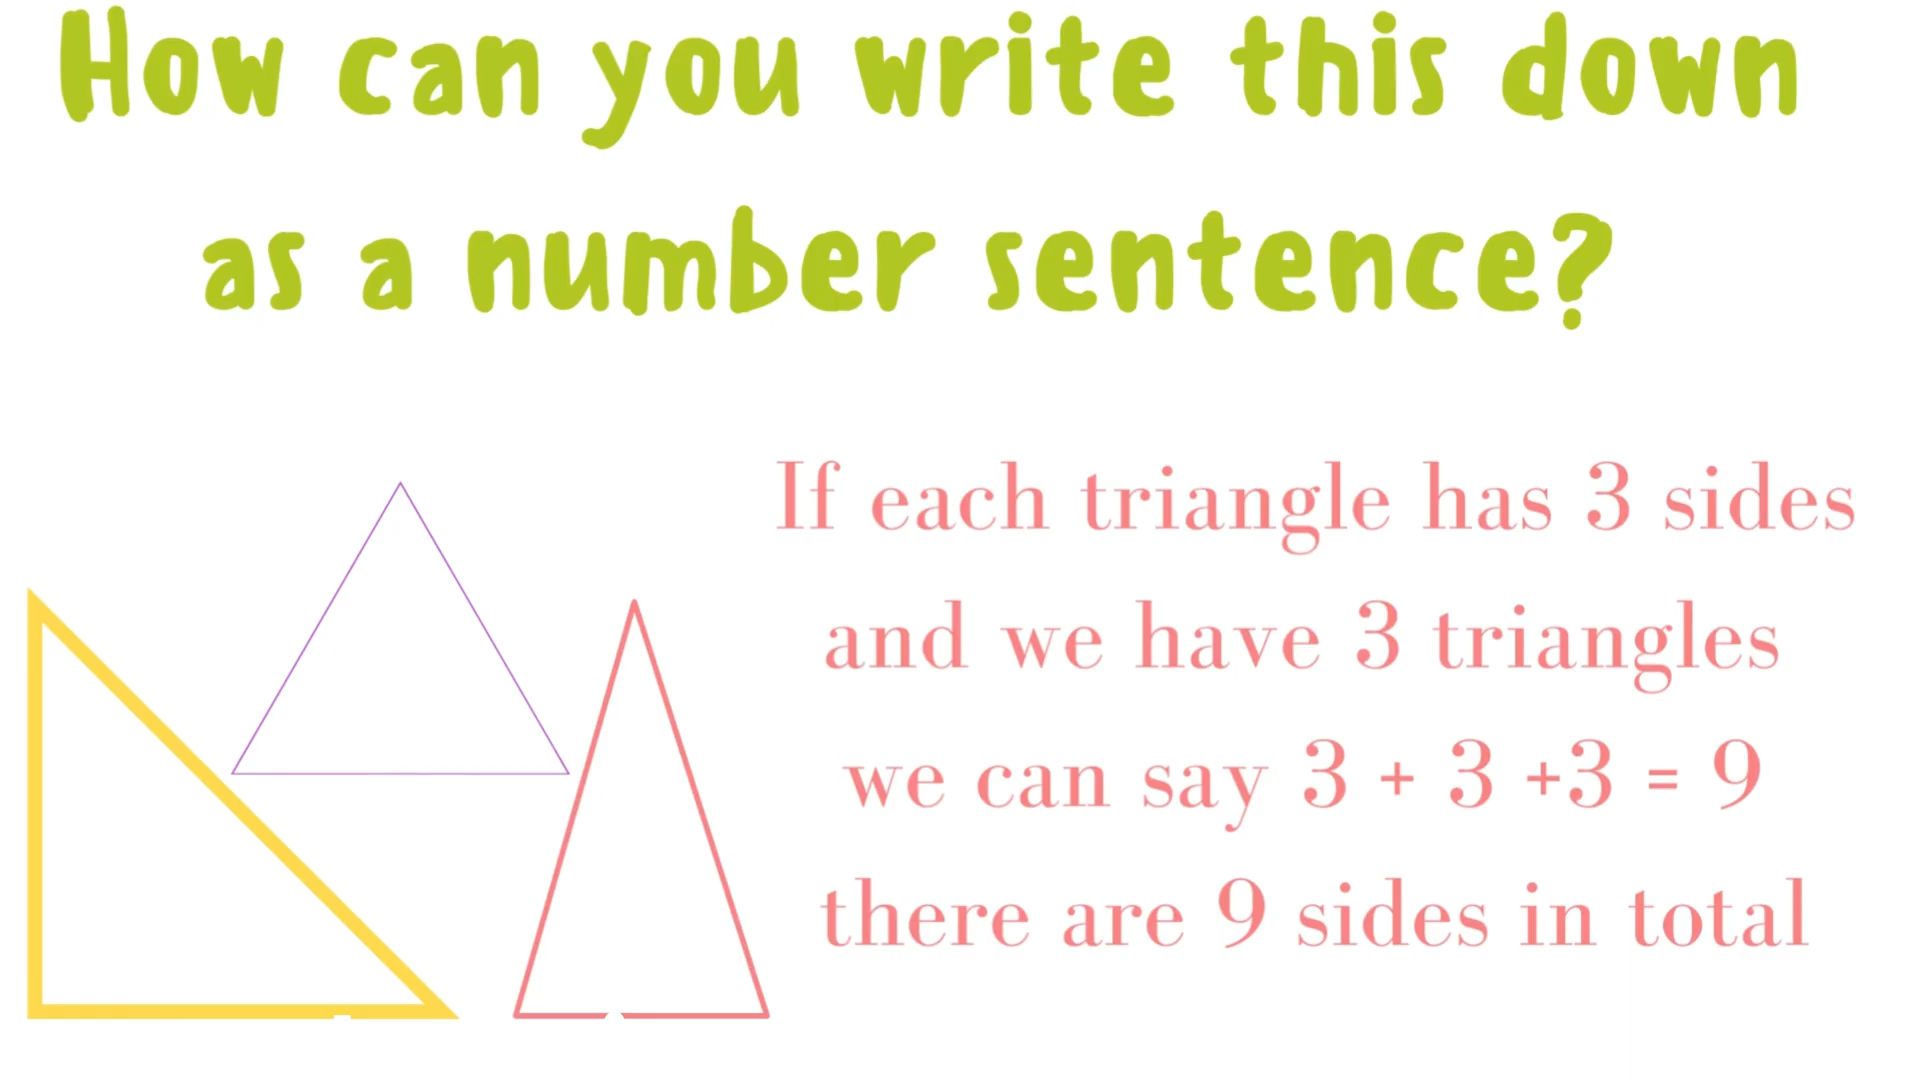 How can you write this down
as a number sentence?
If each triangle has 3 sides
and we have 3 triangles
we can say 3 + 3 +3 = 9
there are 9 sides in total